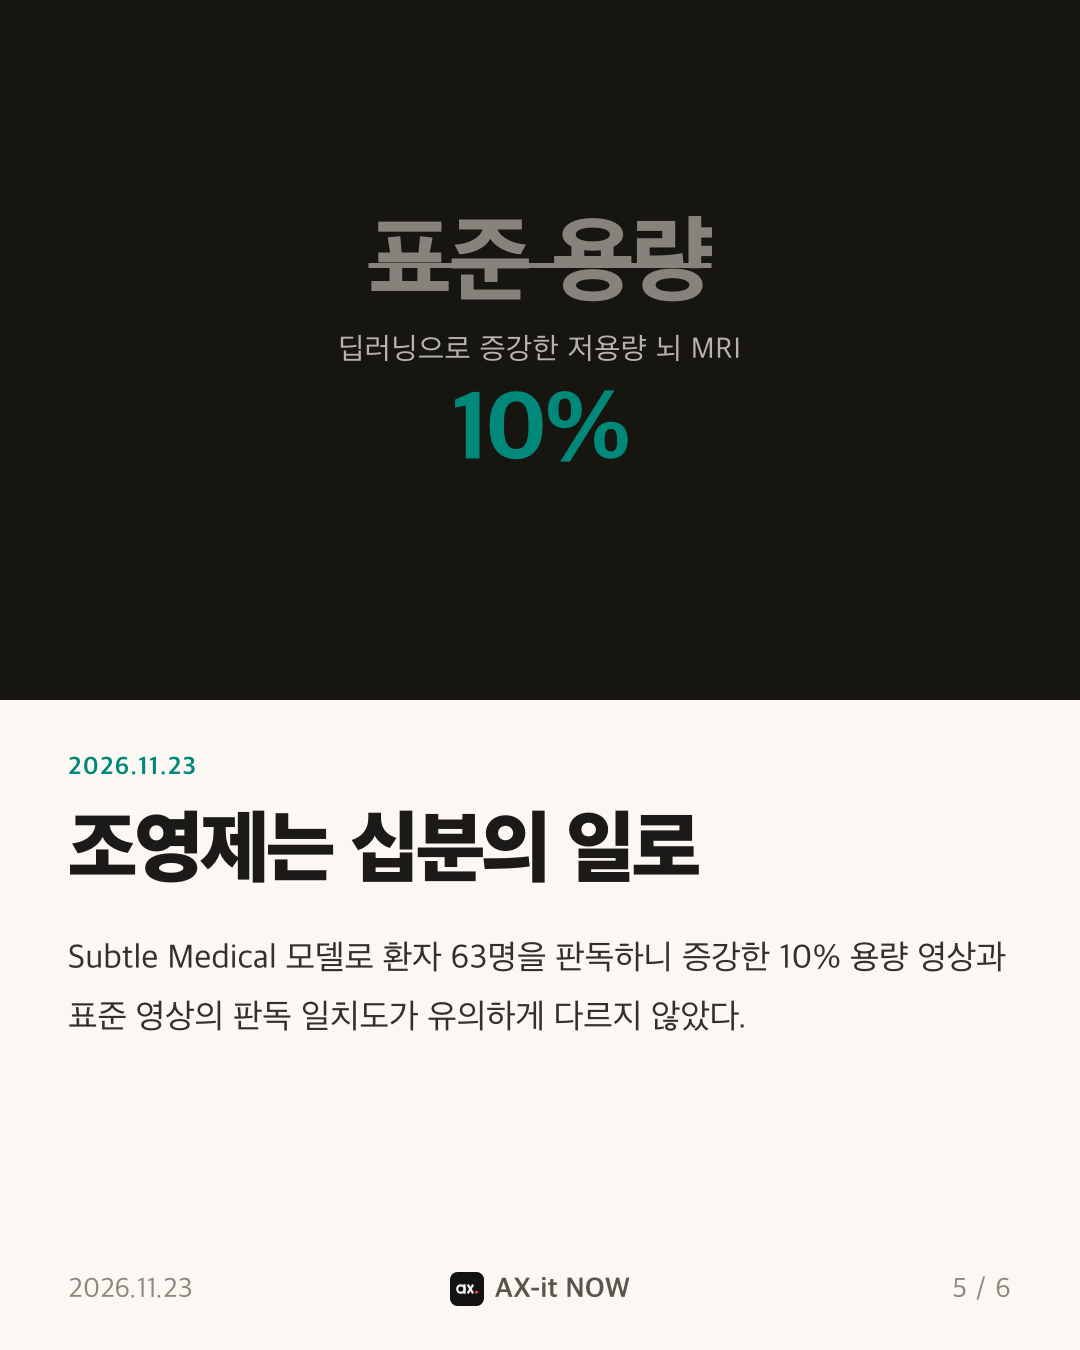 표준 용량
딥러닝으로 증강한 저용량 뇌 MRI
10%
2026.11.23
조영제는 십분의 일로
Subtle Medical 모델로 환자 63명을 판독하니 증강한 10% 용량 영상과
표준 영상의 판독 일치도가 유의하게 다르지 않았다.
2026.11.23
ax. AX-it NOW
5 / 6